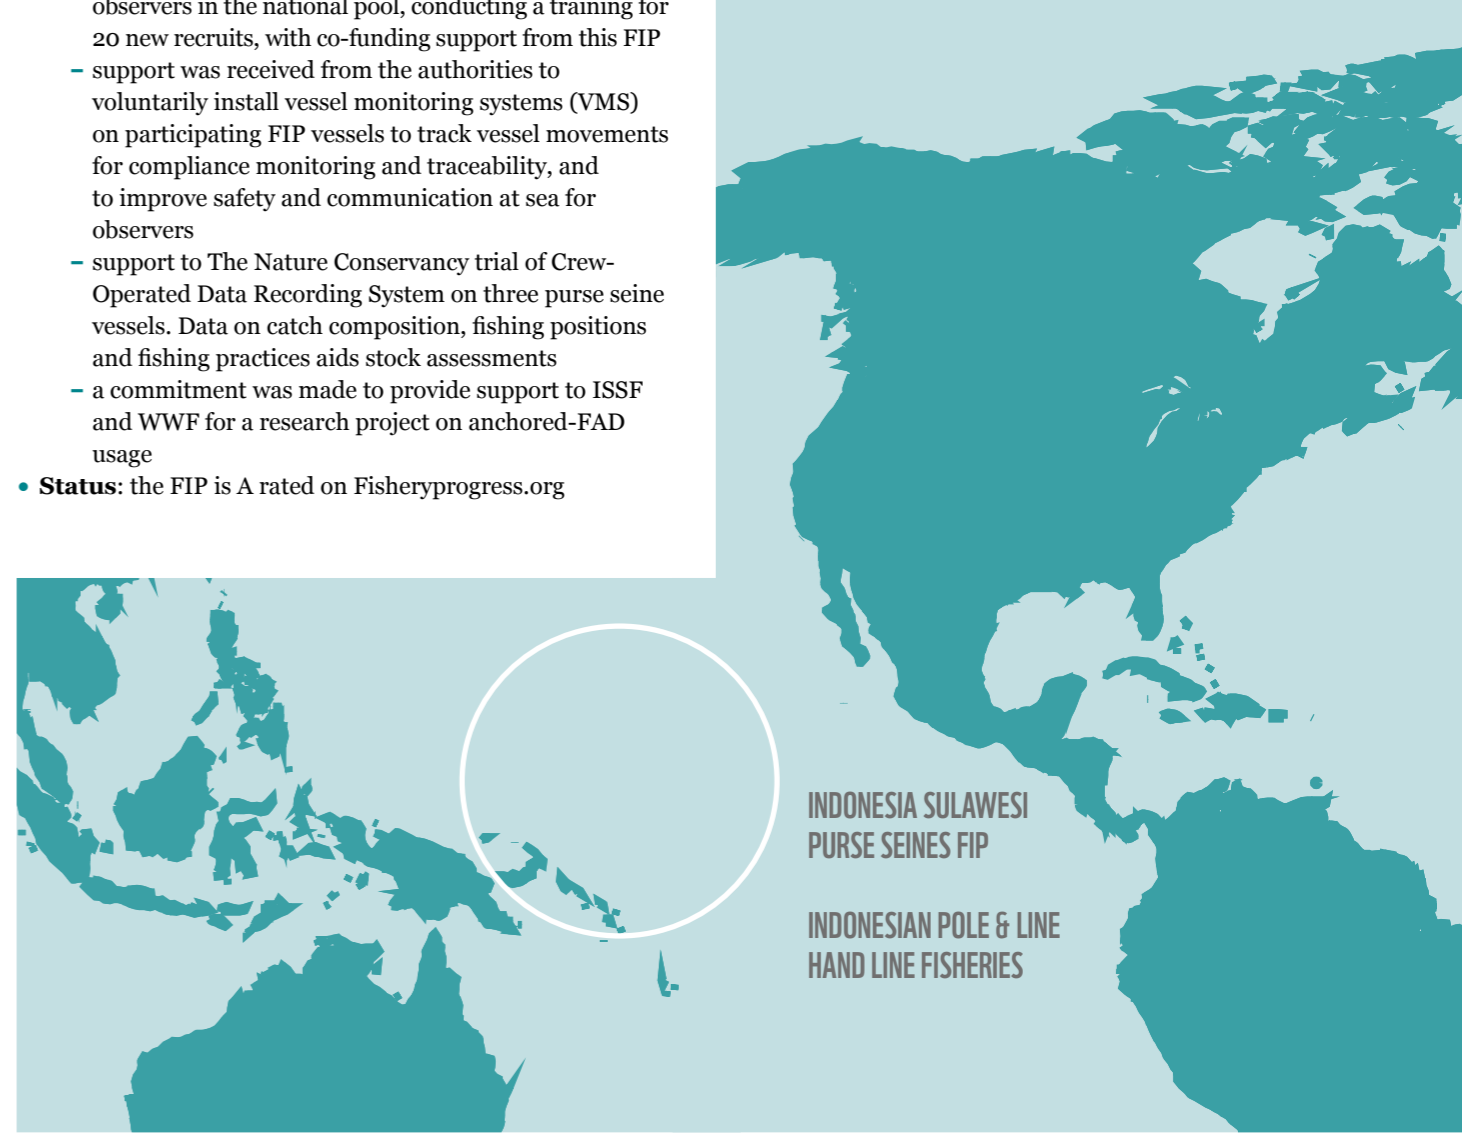 observers in the national pool, conducting a training for
20 new recruits, with co-funding support from this FIP
– support was received from the authorities to
voluntarily install vessel monitoring systems (VMS)
on participating FIP vessels to track vessel movements
for compliance monitoring and traceability, and
to improve safety and communication at sea for
observers
– support to The Nature Conservancy trial of Crew-
Operated Data Recording System on three purse seine
vessels. Data on catch composition, fishing positions
and fishing practices aids stock assessments
– a commitment was made to provide support to ISSF
and WWF for a research project on anchored-FAD
usage
• Status: the FIP is A rated on Fisheryprogress.org
INDONESIA SULAWESI
PURSE SEINES FIP
INDONESIAN POLE & LINE
HAND LINE FISHERIES